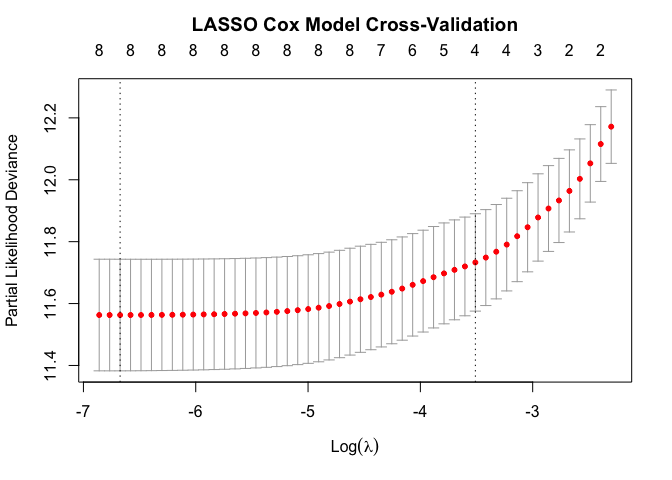 LASSO Cox Model Cross-Validation
8 8 8 8 8 8 8 8 8 7 6 5 4 4 3 2 2
Partial Likelihood Deviance
12.2
12.0
11.8
11.6
11.4
-7 -6 -5 -4 -3
Log(λ)